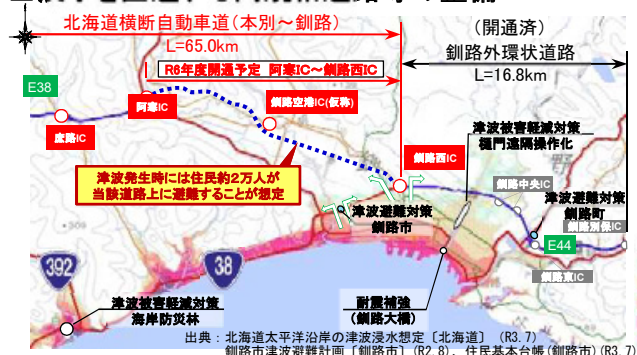 北海道横断自動車道(本別～釧路)
L=65.0km
(開通済)
釧路外環状道路
L=16.8km
R6年度開通予定 阿寒IC～釧路西IC
E38
阿寒IC
釧路空港IC(仮称)
庶路IC
津波被害軽減対策
樋門遠隔操作化
釧路西IC
津波発生時には住民約2万人が
当該道路上に避難することが想定
釧路中央IC
津波避難対策
釧路町
津波避難対策
釧路市
釧路別保IC
E44
釧路東IC
392
38
津波被害軽減対策
海岸防災林
耐震補強
(釧路大橋)
出典：北海道太平洋沿岸の津波浸水想定〔北海道〕(R3.7)
釧路市津波避難計画〔釧路市〕(R2.8)、住民基本台帳(釧路市)(R3.7)